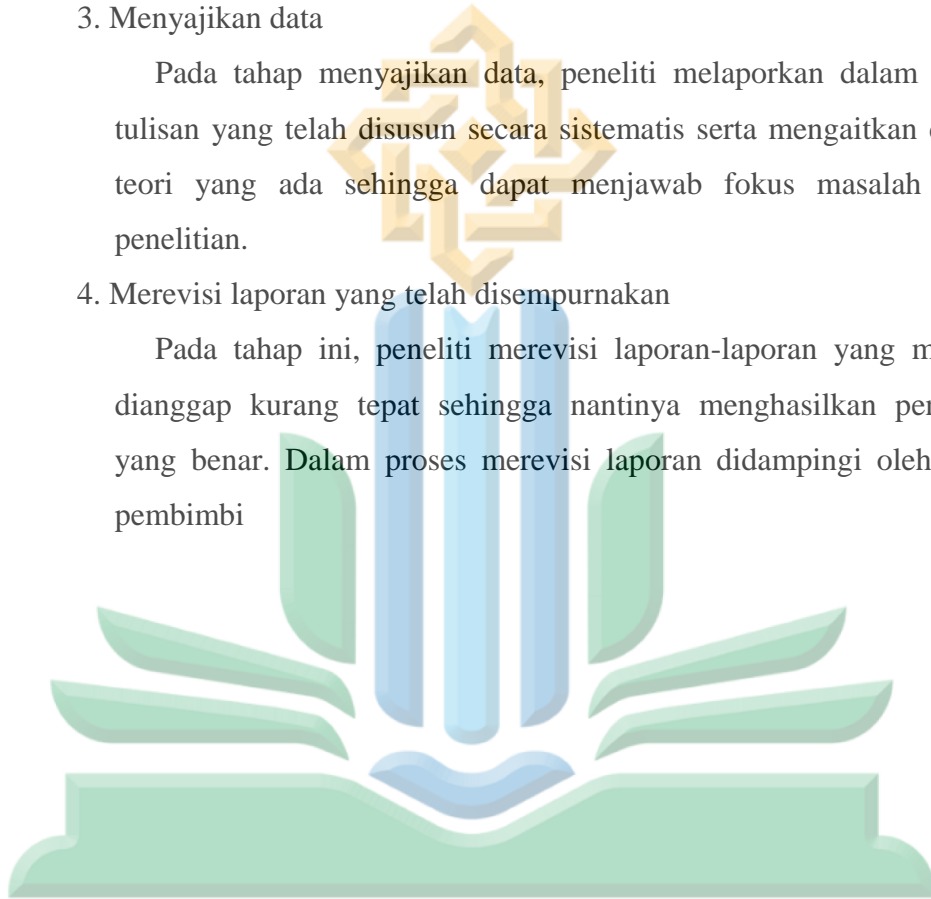 3. Menyajikan data
Pada tahap menyajikan data, peneliti melaporkan dalam
tulisan yang telah disusun secara sistematis serta mengaitkan
teori yang ada sehingga dapat menjawab fokus masalah
penelitian.
4. Merevisi laporan yang telah disempurnakan
Pada tahap ini, peneliti merevisi laporan-laporan yang
dianggap kurang tepat sehingga nantinya menghasilkan
yang benar. Dalam proses merevisi laporan didampingi oleh
pembimbi